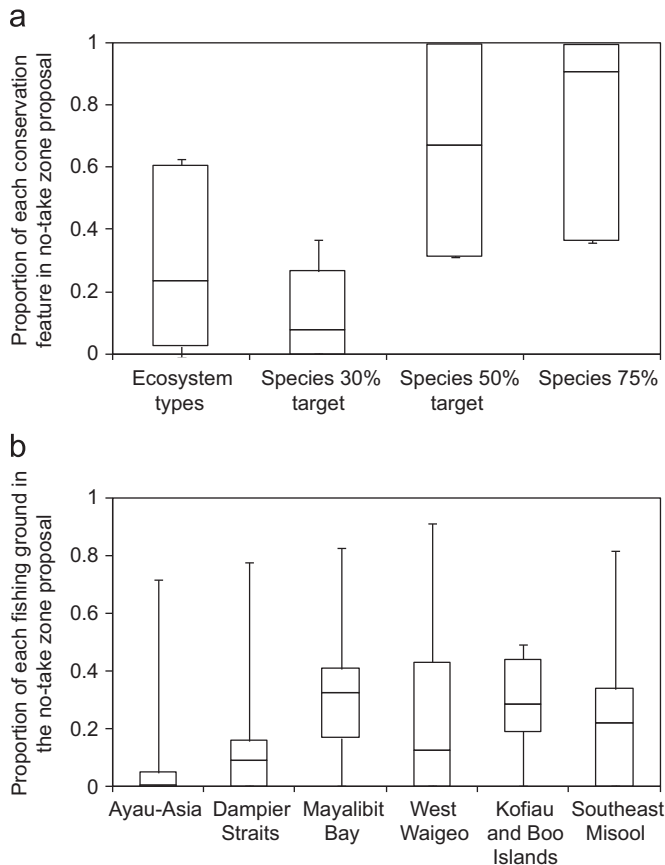 a
Proportion of each conservation
feature in no-take zone proposal
1
0.8
0.6
0.4
0.2
0
Ecosystem
types
Species 30%
target
Species 50%
target
Species 75%
b
Proportion of each fishing ground in
the no-take zone proposal
1
0.8
0.6
0.4
0.2
0
Ayau-Asia
Dampier
Straits
Mayalibit
Bay
West
Waigeo
Kofiau
and Boo
Islands
Southeast
Misool